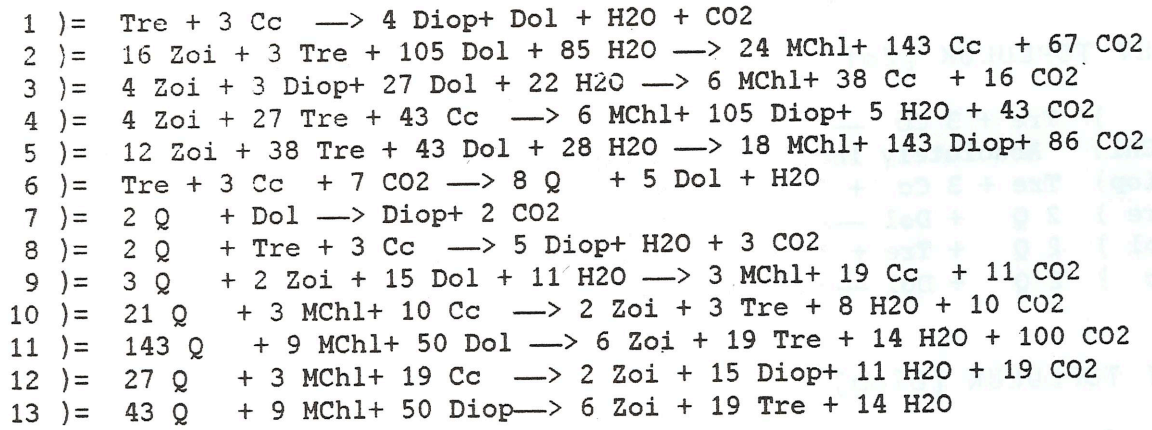 1 )= Tre + 3 Cc —> 4 Diop+ Dol + H2O + CO2
2 )= 16 Zoi + 3 Tre + 105 Dol + 85 H2O —> 24 MChl+ 143 Cc + 67 CO2
3 )= 4 Zoi + 3 Diop+ 27 Dol + 22 H2O —> 6 MChl+ 38 Cc + 16 CO2
4 )= 4 Zoi + 27 Tre + 43 Cc —> 6 MChl+ 105 Diop+ 5 H2O + 43 CO2
5 )= 12 Zoi + 38 Tre + 43 Dol + 28 H2O —> 18 MChl+ 143 Diop+ 86 CO2
6 )= Tre + 3 Cc + 7 CO2 —> 8 Q + 5 Dol + H2O
7 )= 2 Q + Dol —> Diop+ 2 CO2
8 )= 2 Q + Tre + 3 Cc —> 5 Diop+ H2O + 3 CO2
9 )= 3 Q + 2 Zoi + 15 Dol + 11 H2O —> 3 MChl+ 19 Cc + 11 CO2
10 )= 21 Q + 3 MChl+ 10 Cc —> 2 Zoi + 3 Tre + 8 H2O + 10 CO2
11 )= 143 Q + 9 MChl+ 50 Dol —> 6 Zoi + 19 Tre + 14 H2O + 100 CO2
12 )= 27 Q + 3 MChl+ 19 Cc —> 2 Zoi + 15 Diop+ 11 H2O + 19 CO2
13 )= 43 Q + 9 MChl+ 50 Diop—> 6 Zoi + 19 Tre + 14 H2O